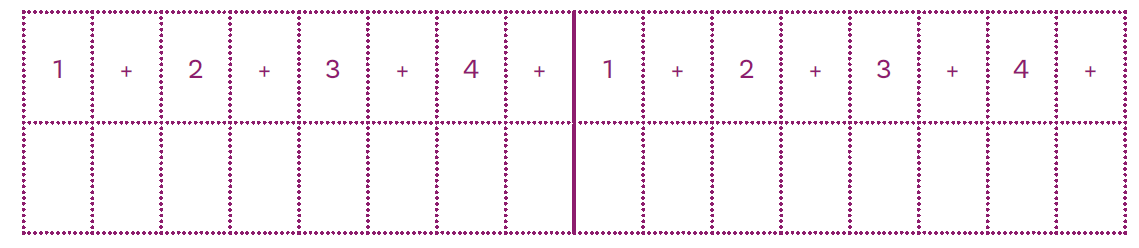 1 + 2 + 3 + 4 + 1 + 2 + 3 + 4 +